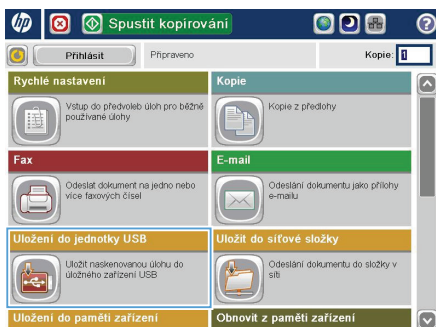 hp
Spustit kopírování
?
Přihlásit
Připraveno
Kopie: 1
Rychlé nastavení
Vstup do předvoleb úloh pro běžně
používané úlohy
Kopie
Kopie z předlohy
Fax
Odeslat dokument na jedno nebo
více faxových čísel
E-mail
Odeslání dokumentu jako přílohy
e-mailu
Uložení do jednotky USB
Uložit naskenovanou úlohu do
úložného zařízení USB
Uložit do síťové složky
Odeslání dokumentu do složky v
síti
Uložení do paměti zařízení
Obnovit z paměti zařízení